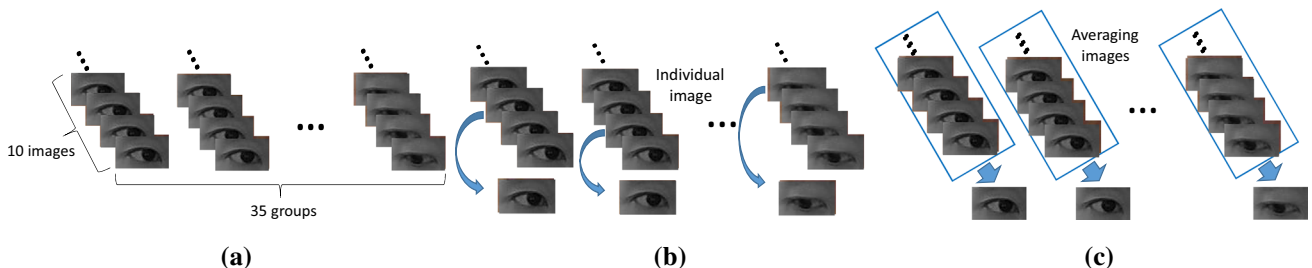 10 images
35 groups
(a)
Individual
image
(b)
Averaging
images
(c)